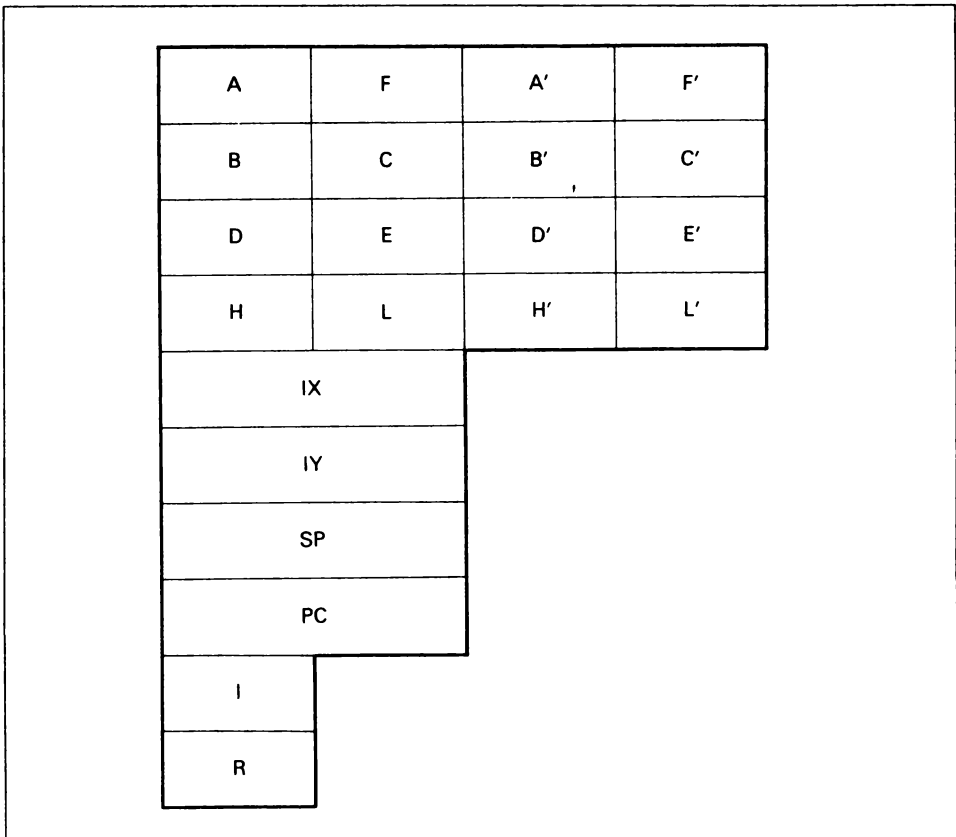 A F A′ F′
B C B′ C′
D E D′ E′
H L H′ L′
IX
IY
SP
PC
I
R